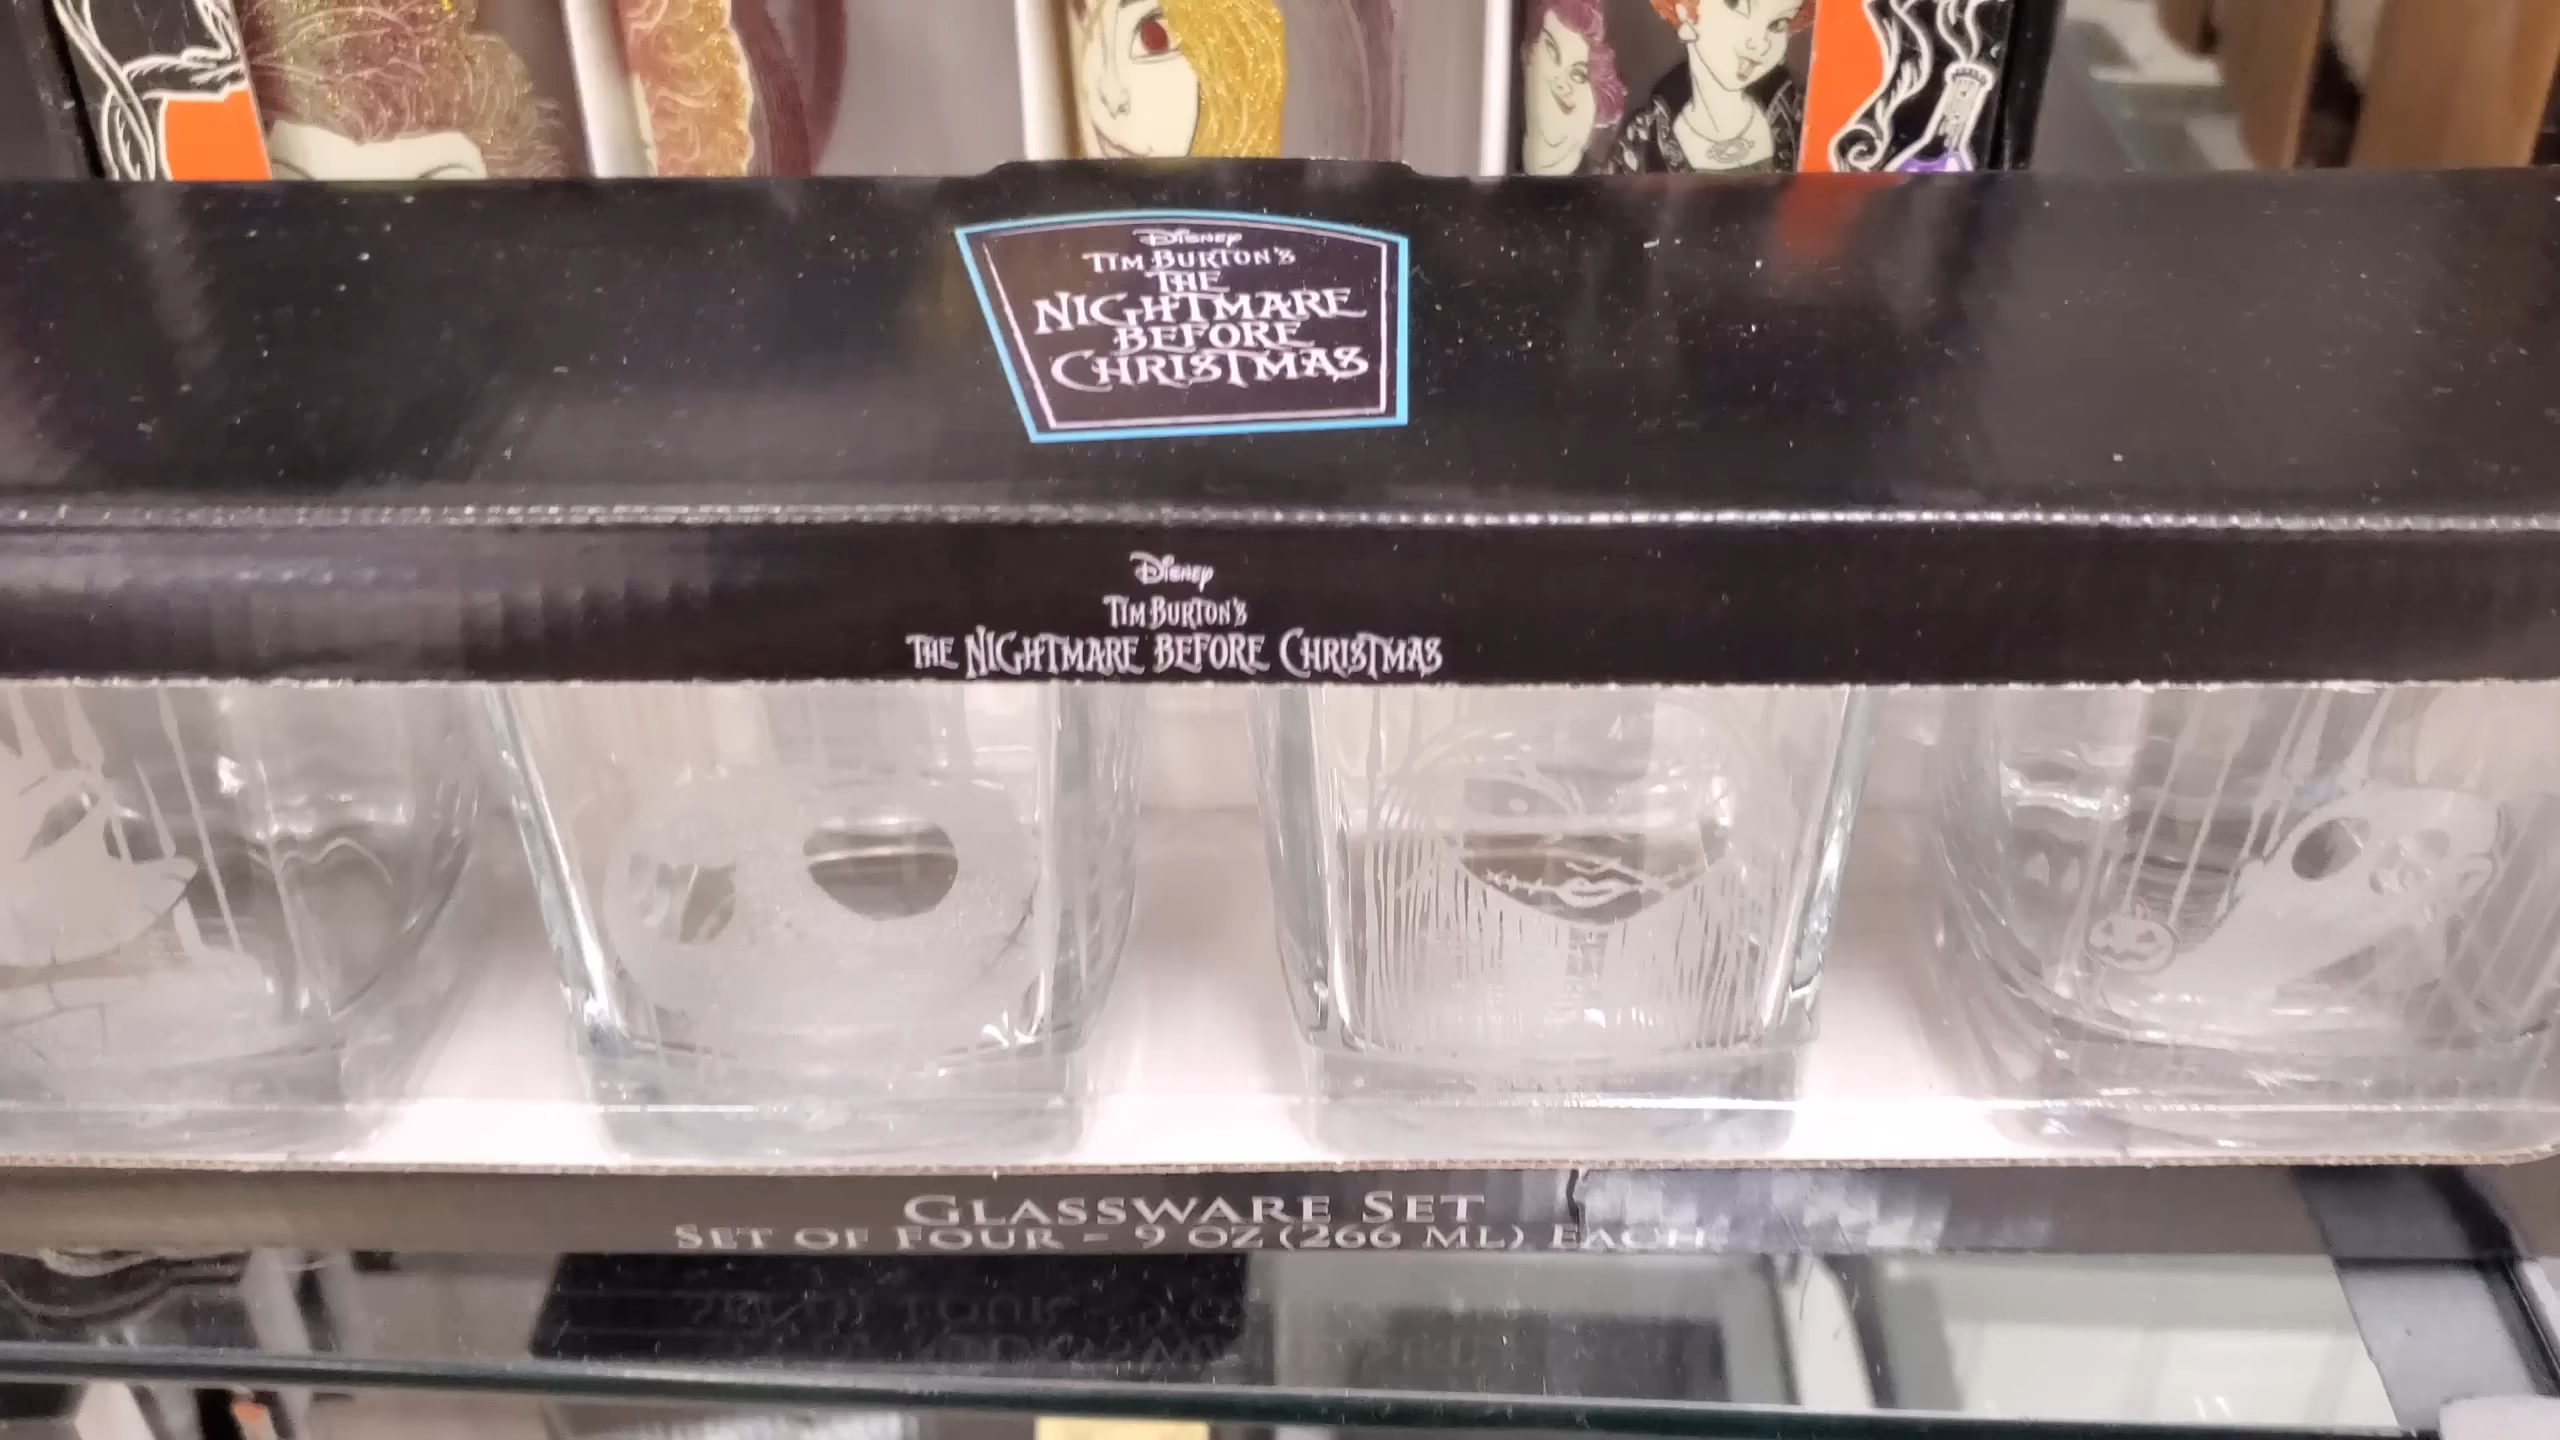 Disney
TIM BURTON'S
THE
NIGHTMARE
BEFORE
CHRISTMAS
Disney
TIM BURTON'S
THE NIGHTMARE BEFORE CHRISTMAS
GLASSWARE SET
SET OF FOUR - 9 OZ (266 ML) EACH